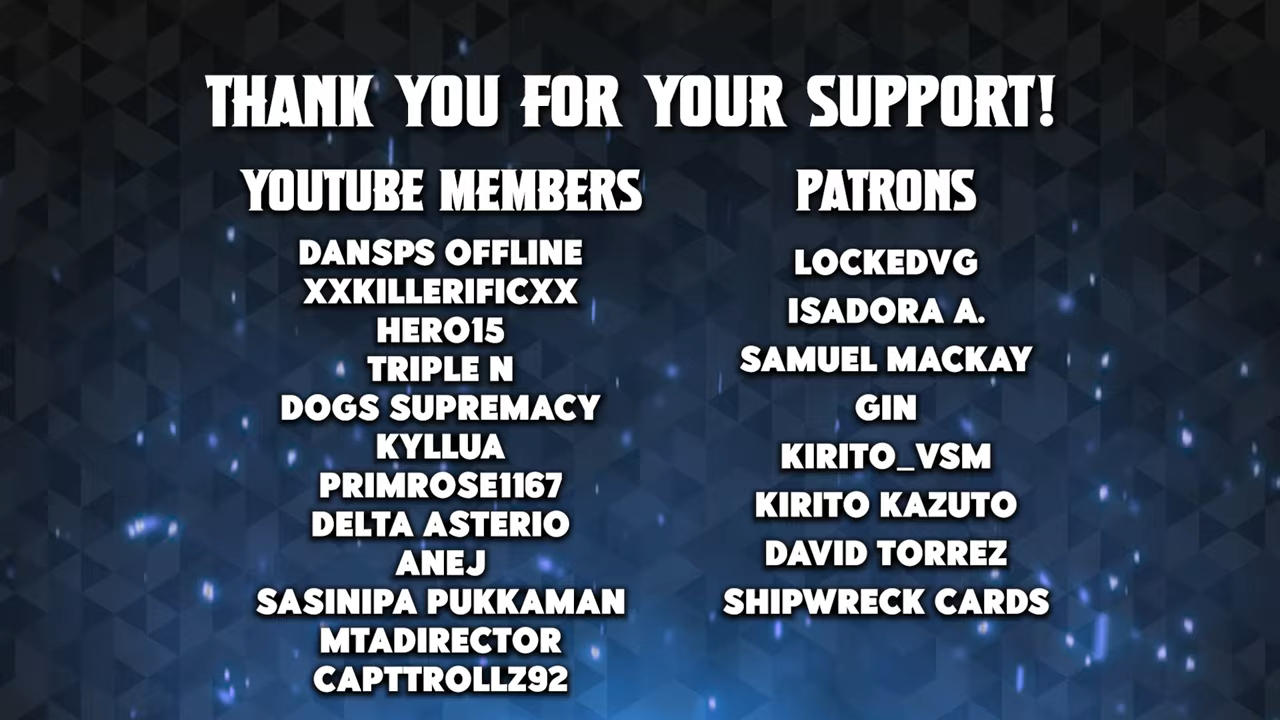 THANK YOU FOR YOUR SUPPORT!
YOUTUBE MEMBERS
DANSPS OFFLINE
XXKILLERIFICXX
HERO15
TRIPLE N
DOGS SUPREMACY
KYLLUA
PRIMROSE1167
DELTA ASTERIO
ANEJ
SASINIPA PUKKAMAN
MTADIRECTOR
CAPTTROLLZ92
PATRONS
LOCKEDVG
ISADORA A.
SAMUEL MACKAY
GIN
KIRITO_VSM
KIRITO KAZUTO
DAVID TORREZ
SHIPWRECK CARDS